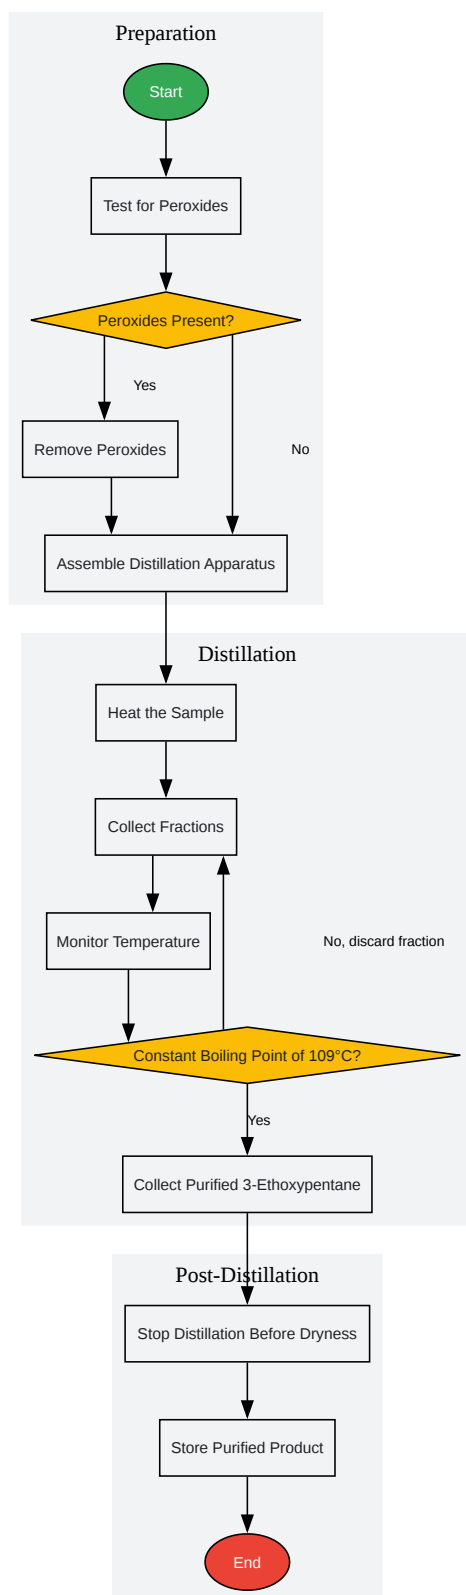 Preparation
Start
Test for Peroxides
Peroxides Present?
Yes
Remove Peroxides
No
Assemble Distillation Apparatus
Distillation
Heat the Sample
Collect Fractions
Monitor Temperature
No, discard fraction
Constant Boiling Point of 109°C?
Yes
Collect Purified 3-Ethoxypentane
Post-Distillation
Stop Distillation Before Dryness
Store Purified Product
End